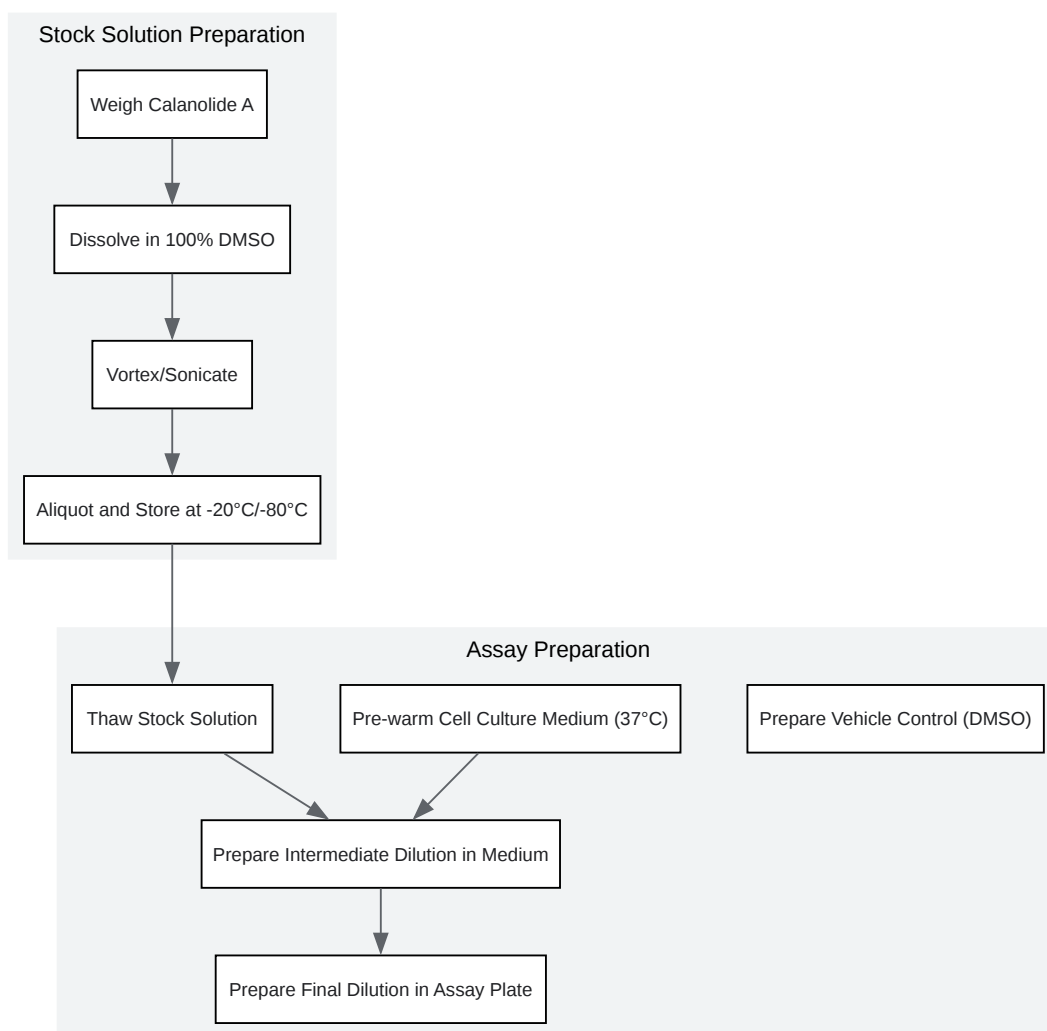 Stock Solution Preparation
Weigh Calanolide A
Dissolve in 100% DMSO
Vortex/Sonicate
Aliquot and Store at -20°C/-80°C
Assay Preparation
Thaw Stock Solution
Pre-warm Cell Culture Medium (37°C)
Prepare Vehicle Control (DMSO)
Prepare Intermediate Dilution in Medium
Prepare Final Dilution in Assay Plate